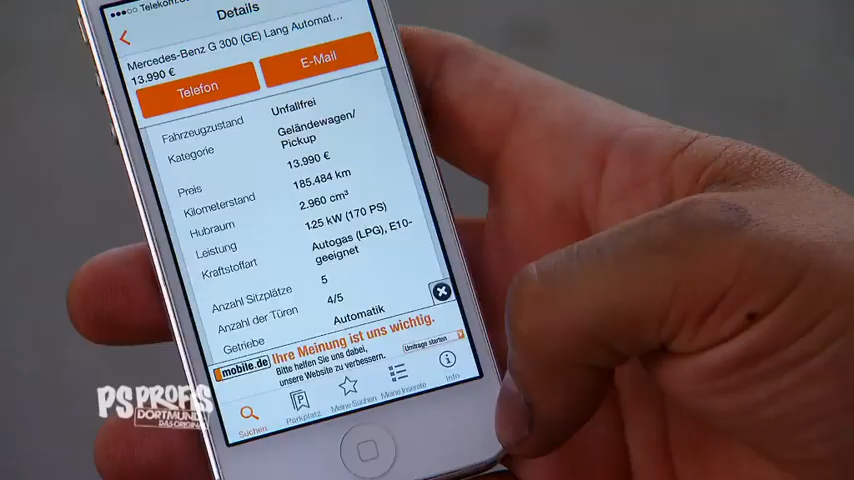 Telekom.de
Details
Mercedes-Benz G 300 (GE) Lang Automat...
13.990 €
Telefon
E-Mail
Fahrzeugzustand Unfallfrei
Kategorie Geländewagen/
Pickup
Preis 13.990 €
Kilometerstand 185.484 km
Hubraum 2.960 cm³
Leistung 125 kW (170 PS)
Kraftstoffart Autogas (LPG), E10-
geeignet
Anzahl Sitzplätze 5
Anzahl der Türen 4/5
Getriebe Automatik
mobile.de
Ihre Meinung ist uns wichtig.
Bitte helfen Sie uns dabei,
unsere Website zu verbessern.
Umfrage starten
Suchen
P
Parkplatz
Meine Suchen
Meine Inserate
Info
PS PROFIS
DORTMUND
DAS ORIGINAL